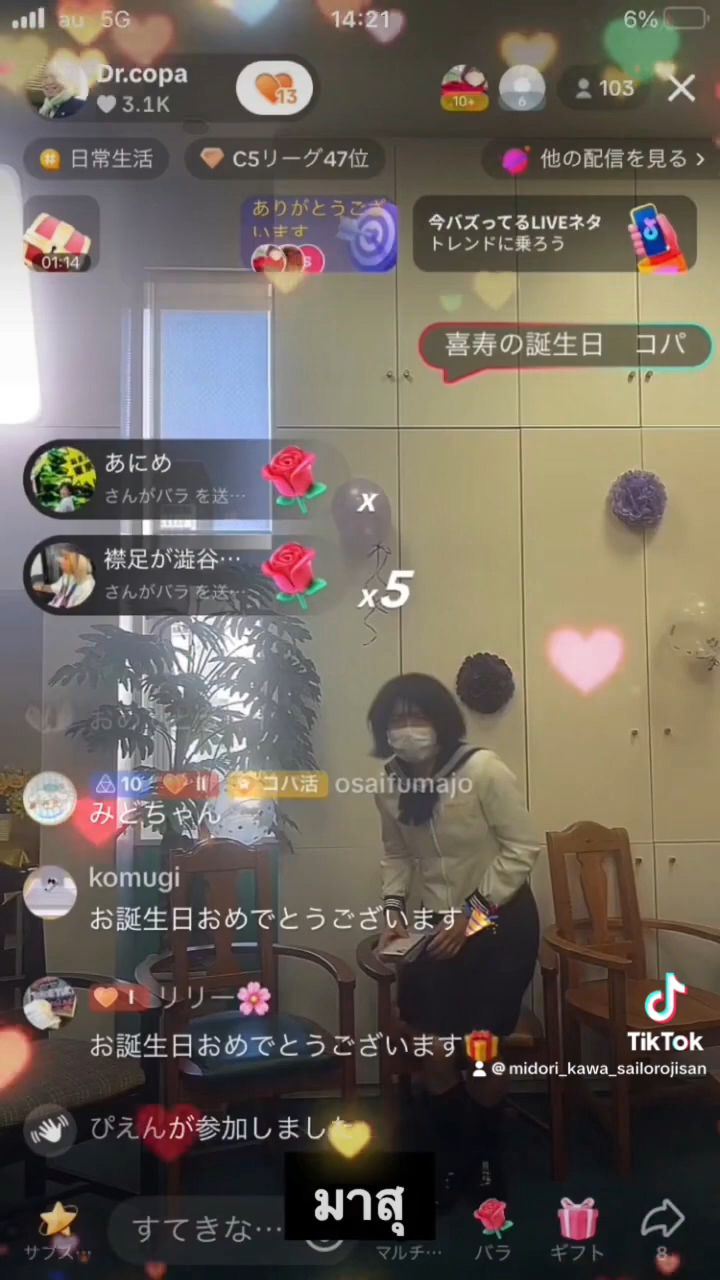 au 5G
14:21
6%
Dr.copa
3.1K
13
10+
6
103
日常生活
C5リーグ47位
他の配信を見る
01:14
ありがとうござ
います
S
今バズってるLIVEネタ
トレンドに乗ろう
喜寿の誕生日 コパ
あにめ
さんがバラ を送…
x
襟足が澁谷…
さんがバラ を送…
x5
10 II コパ活 osaifumajo
みどちゃん
komugi
お誕生日おめでとうございます🎉
I リリー🌸
お誕生日おめでとうございます🎁
TikTok
@midori_kawa_sailorojisan
ぴえんが参加しました
มาสุ
すてきな…
サブス…
マルチ…
バラ
ギフト
8